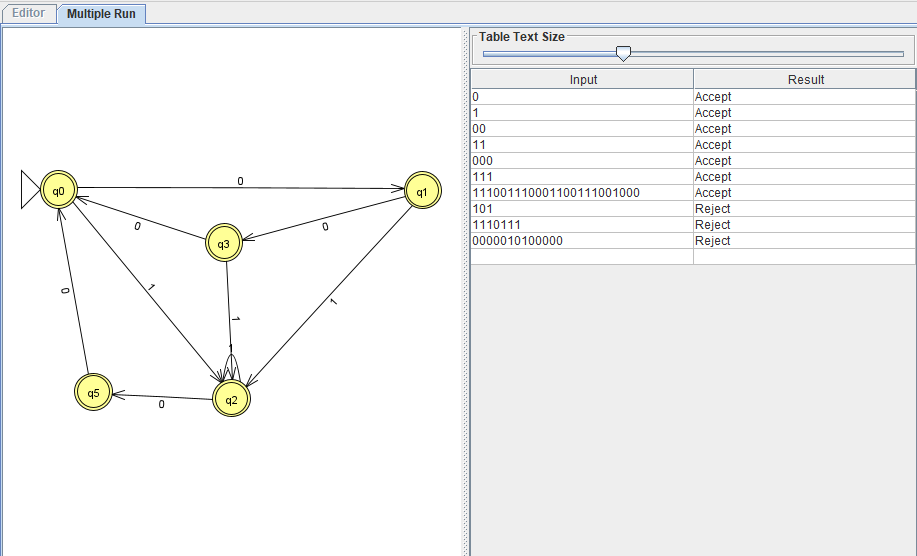 Editor
Multiple Run
Table Text Size
Input Result
0 Accept
1 Accept
00 Accept
11 Accept
000 Accept
111 Accept
111001110001100111001000 Accept
101 Reject
1110111 Reject
0000010100000 Reject
q0
0
q1
0
0
q3
1
1
1
0
1
q5
0
q2